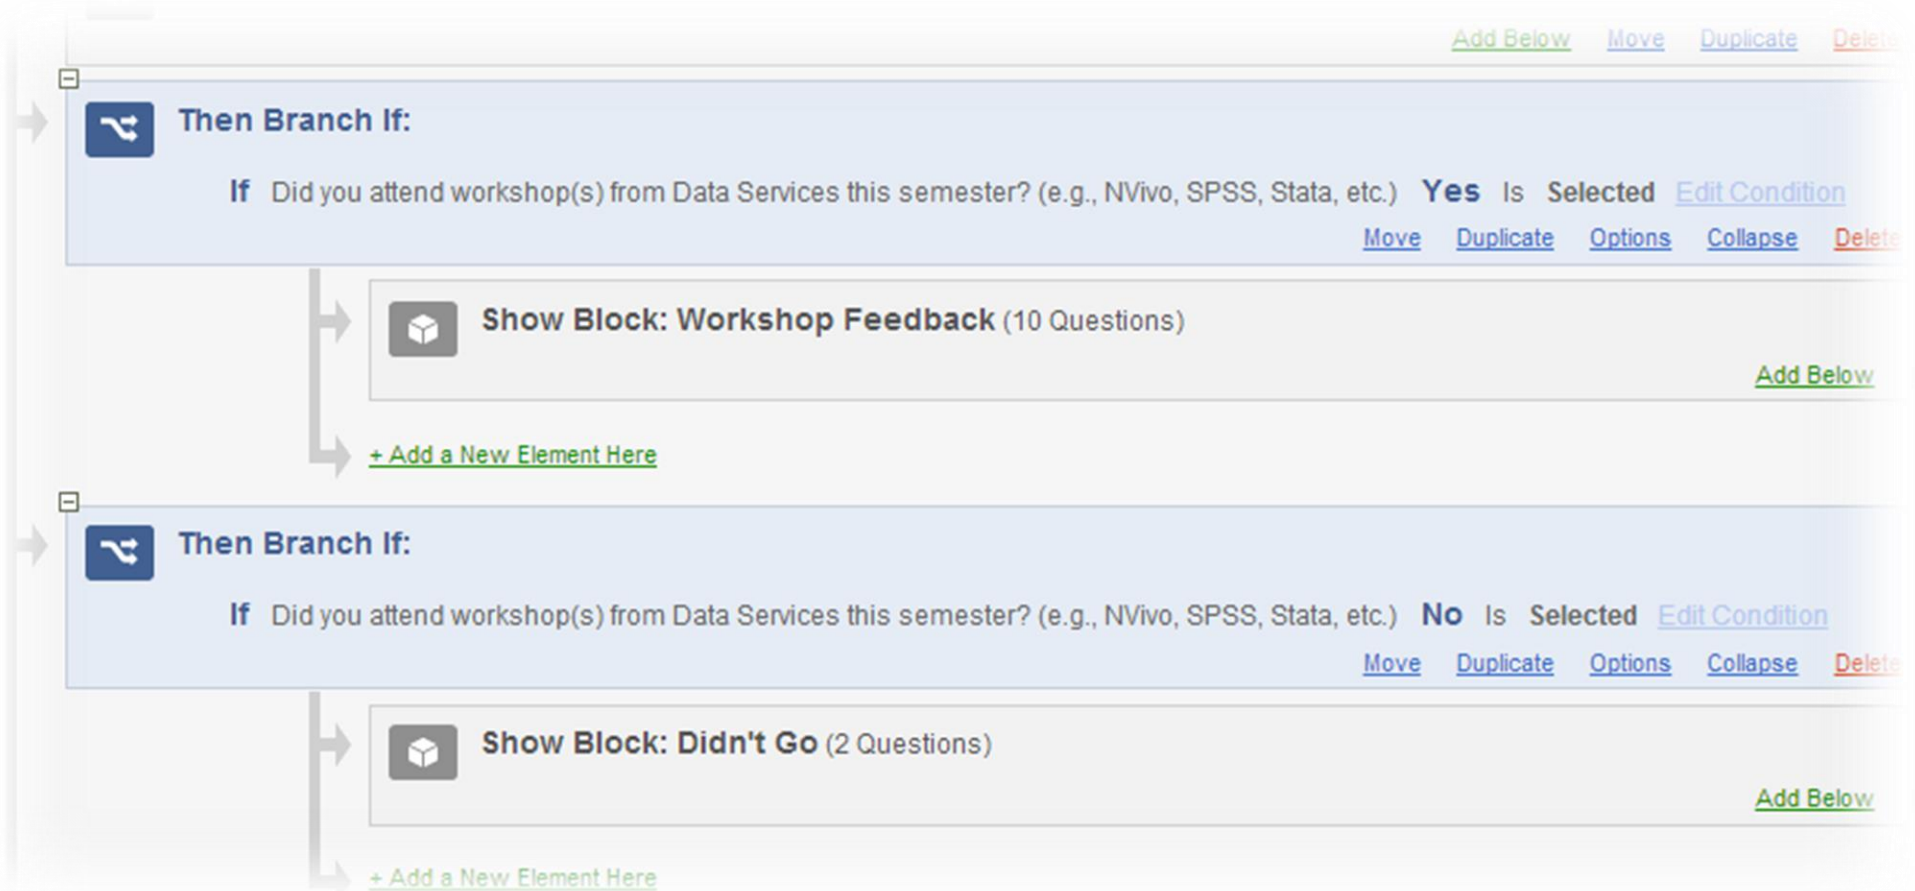 Add Below Move Duplicate Delete
Then Branch If:
If Did you attend workshop(s) from Data Services this semester? (e.g., NVivo, SPSS, Stata, etc.) Yes Is Selected Edit Condition
Move Duplicate Options Collapse Delete
Show Block: Workshop Feedback (10 Questions)
Add Below
+ Add a New Element Here
Then Branch If:
If Did you attend workshop(s) from Data Services this semester? (e.g., NVivo, SPSS, Stata, etc.) No Is Selected Edit Condition
Move Duplicate Options Collapse Delete
Show Block: Didn't Go (2 Questions)
Add Below
+ Add a New Element Here